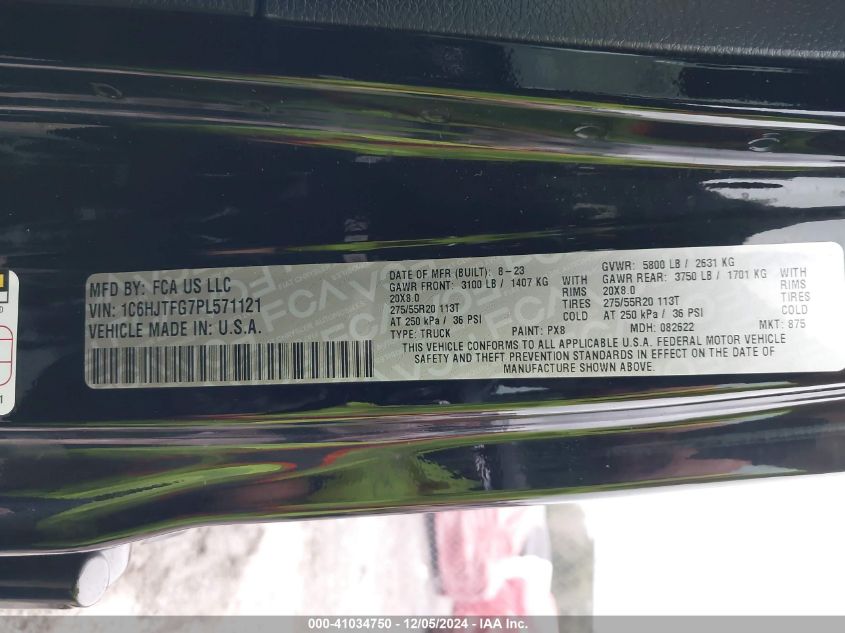 MFD BY: FCA US LLC
VIN: 1C6HJTFG7PL571121
VEHICLE MADE IN U.S.A.
DATE OF MFR (BUILT): 8-23
GAWR FRONT: 3100 LB / 1407 KG WITH
20X8.0 RIMS
275/55R20 113T TIRES
AT 250 kPa / 36 PSI COLD
TYPE: TRUCK PAINT: PX8
GVWR: 5800 LB / 2631 KG
GAWR REAR: 3750 LB / 1701 KG WITH
20X8.0 RIMS
275/55R20 113T TIRES
AT 250 kPa / 36 PSI COLD
MDH: 082622 MKT: 875
THIS VEHICLE CONFORMS TO ALL APPLICABLE U.S.A. FEDERAL MOTOR VEHICLE
SAFETY AND THEFT PREVENTION STANDARDS IN EFFECT ON THE DATE OF
MANUFACTURE SHOWN ABOVE.
000-41034750 - 12/05/2024 - IAA Inc.